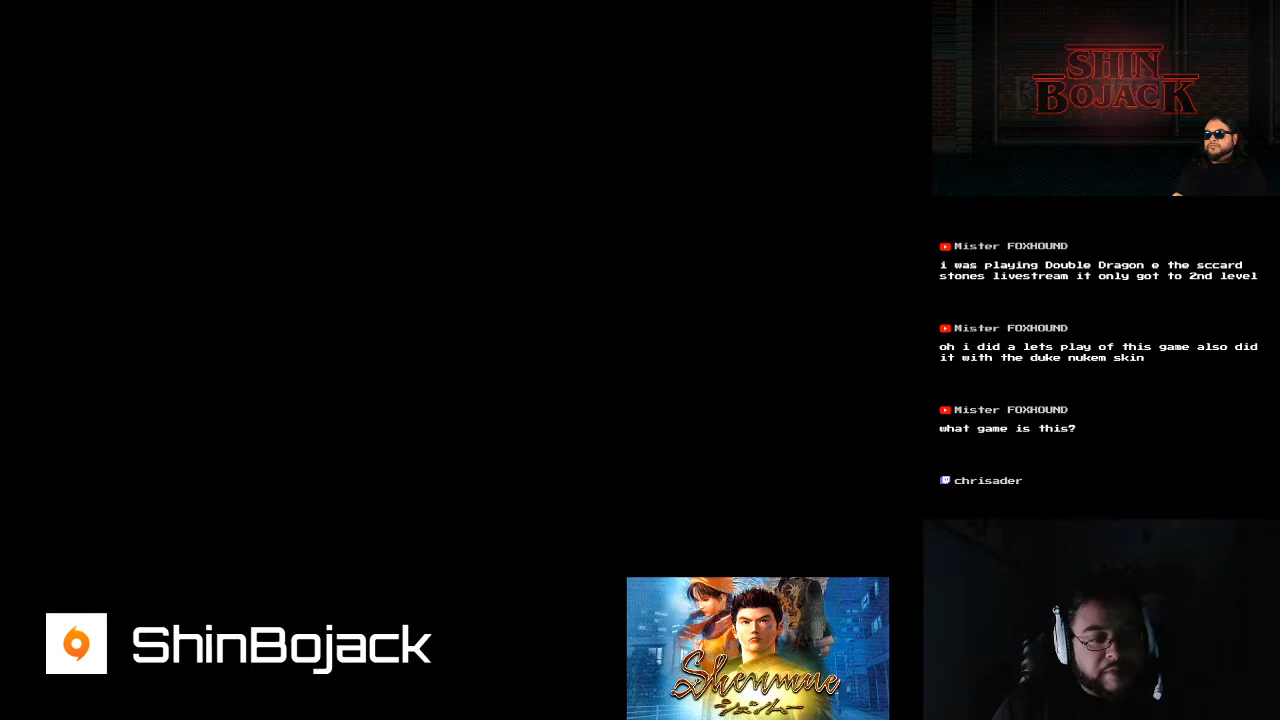 SHIN
BOJACK
Mister FOXHOUND
i was playing Double Dragon e the sccard
stones livestream it only got to 2nd level
Mister FOXHOUND
oh i did a lets play of this game also did
it with the duke nukem skin
Mister FOXHOUND
what game is this?
chrisader
ShinBojack
Shenmue
シェンムー